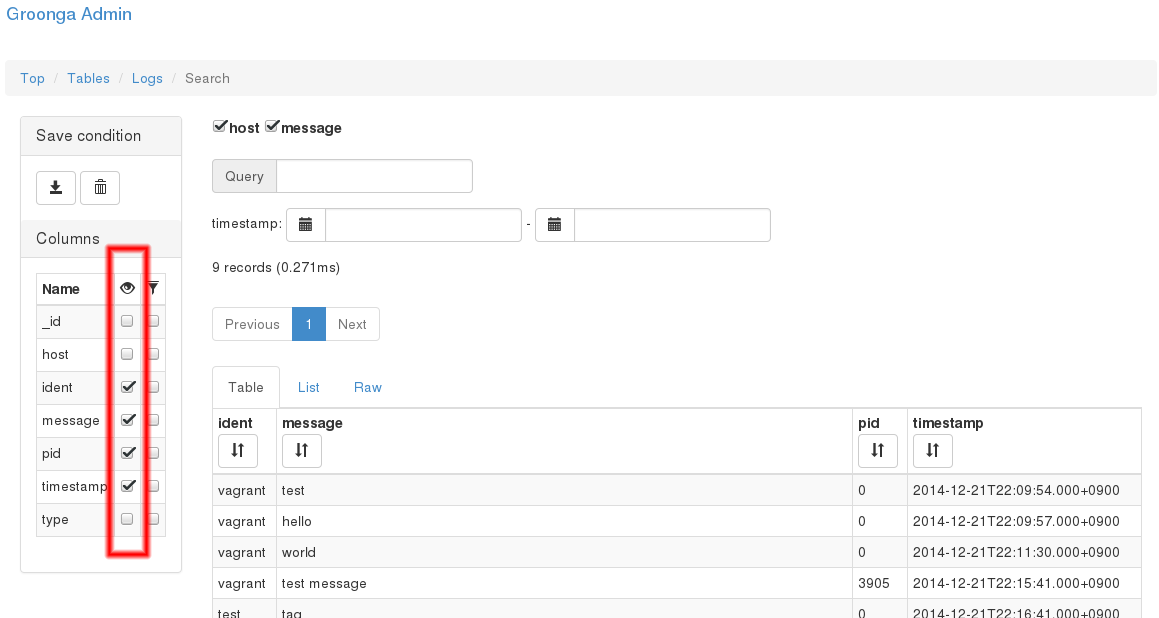 Groonga Admin
Top / Tables / Logs / Search
Save condition
Columns
Name
_id
host
ident
message
pid
timestamp
type
host message
Query
timestamp: -
9 records (0.271ms)
Previous 1 Next
Table List Raw
ident message pid timestamp
vagrant test 0 2014-12-21T22:09:54.000+0900
vagrant hello 0 2014-12-21T22:09:57.000+0900
vagrant world 0 2014-12-21T22:11:30.000+0900
vagrant test message 3905 2014-12-21T22:15:41.000+0900
test tag 0 2014-12-21T22:16:41.000+0900